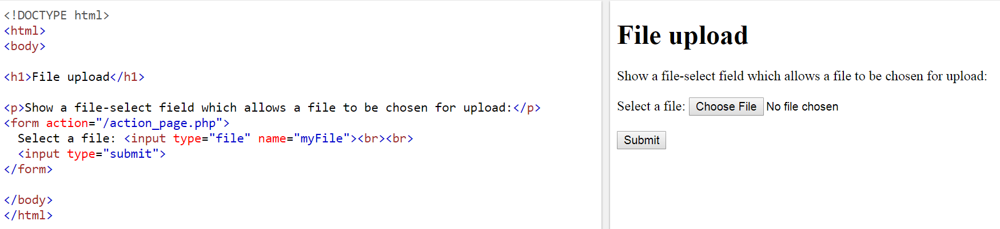 <!DOCTYPE html>
<html>
<body>
<h1>File upload</h1>
<p>Show a file-select field which allows a file to be chosen for upload:</p>
<form action="/action_page.php">
  Select a file: <input type="file" name="myFile"><br><br>
  <input type="submit">
</form>
</body>
</html>
File upload
Show a file-select field which allows a file to be chosen for upload:
Select a file: Choose File No file chosen
Submit